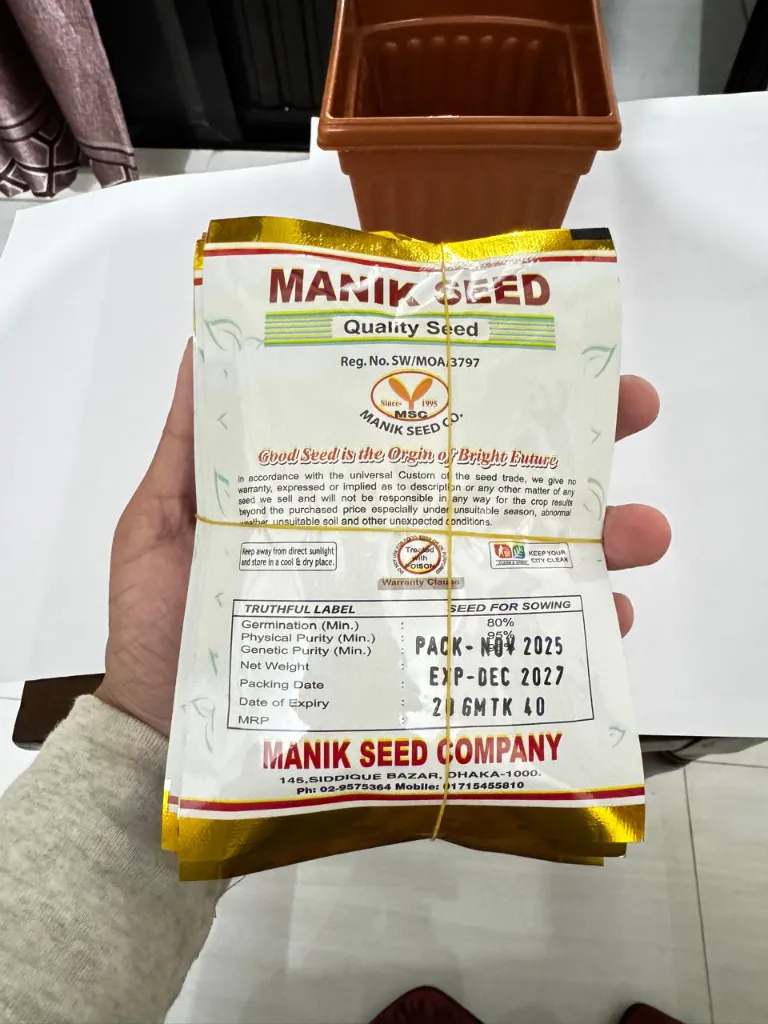 MANIK SEED
Quality Seed
Reg. No. SW/MOA/3797
Since- 1995
MSC
MANIK SEED CO.
Good Seed is the Orgin of Bright Future
In accordance with the universal Custom of the seed trade, we give no
warranty, expressed or implied as to description or any other matter of any
seed we sell and will not be responsible in any way for the crop results
beyond the purchased price especially under unsuitable season, abnormal
weather, unsuitable soil and other unexpected conditions.
Keep away from direct sunlight
and store in a cool & dry place.
Treated
with
POISON
KEEP YOUR
CITY CLEAN
Warranty Clause
TRUTHFUL LABEL SEED FOR SOWING
Germination (Min.) : 80%
Physical Purity (Min.) : 95%
Genetic Purity (Min.) :
PACK- NOV 2025
Net Weight :
EXP-DEC 2027
Packing Date :
Date of Expiry :
20 GMTK 40
MRP :
MANIK SEED COMPANY
145, SIDDIQUE BAZAR, DHAKA-1000.
Ph: 02-9575364 Mobile: 01715455810